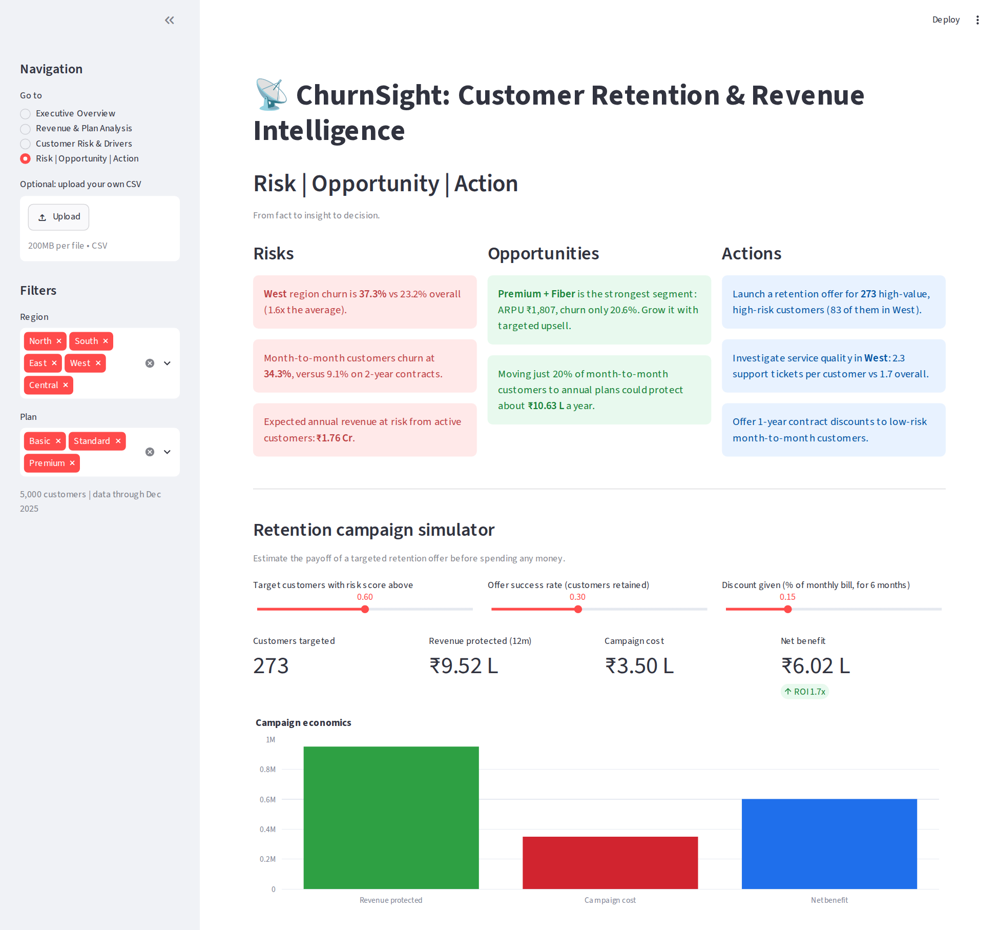 Deploy
Navigation
Go to
Executive Overview
Revenue & Plan Analysis
Customer Risk & Drivers
Risk | Opportunity | Action
Optional: upload your own CSV
Upload
200MB per file • CSV
Filters
Region
North
South
East
West
Central
Plan
Basic
Standard
Premium
5,000 customers | data through Dec
2025
ChurnSight: Customer Retention & Revenue
Intelligence
Risk | Opportunity | Action
From fact to insight to decision.
Risks
West region churn is 37.3% vs 23.2% overall
(1.6x the average).
Month-to-month customers churn at
34.3%, versus 9.1% on 2-year contracts.
Expected annual revenue at risk from active
customers: ₹1.76 Cr.
Opportunities
Premium + Fiber is the strongest segment:
ARPU ₹1,807, churn only 20.6%. Grow it with
targeted upsell.
Moving just 20% of month-to-month
customers to annual plans could protect
about ₹10.63 L a year.
Actions
Launch a retention offer for 273 high-value,
high-risk customers (83 of them in West).
Investigate service quality in West: 2.3
support tickets per customer vs 1.7 overall.
Offer 1-year contract discounts to low-risk
month-to-month customers.
Retention campaign simulator
Estimate the payoff of a targeted retention offer before spending any money.
Target customers with risk score above
0.60
Offer success rate (customers retained)
0.30
Discount given (% of monthly bill, for 6 months)
0.15
Customers targeted
273
Revenue protected (12m)
₹9.52 L
Campaign cost
₹3.50 L
Net benefit
₹6.02 L
ROI 1.7x
Campaign economics
1M
0.8M
0.6M
0.4M
0.2M
0
Revenue protected
Campaign cost
Net benefit